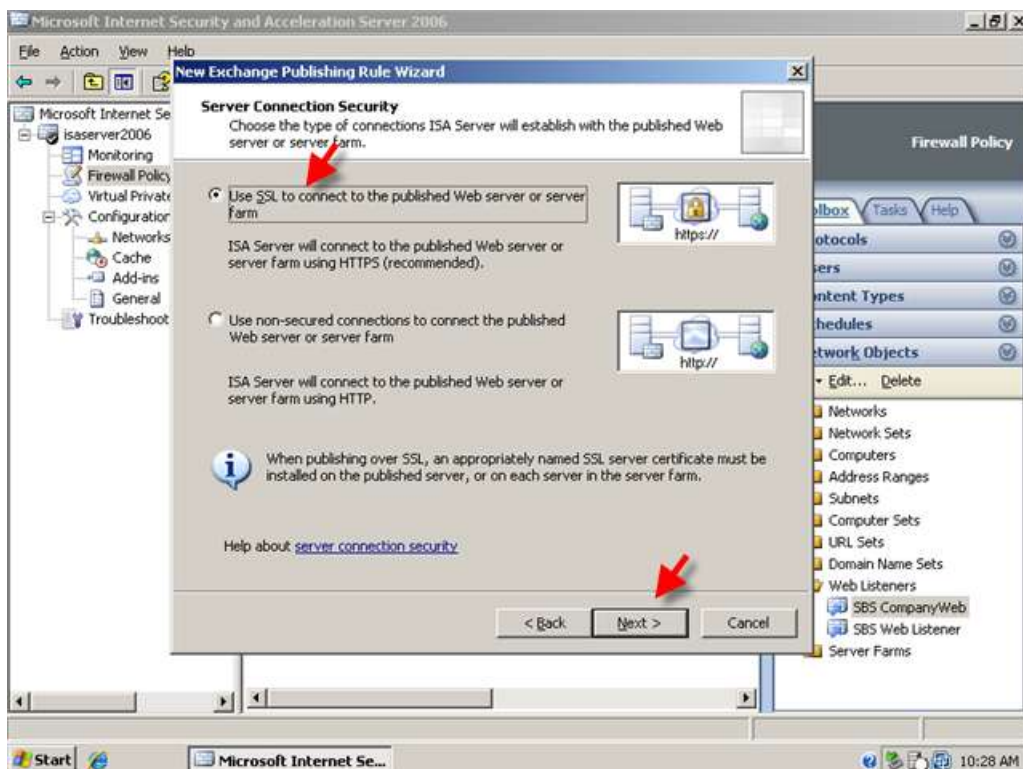 Microsoft Internet Security and Acceleration Server 2006
File Action View Help
New Exchange Publishing Rule Wizard
Server Connection Security
Choose the type of connections ISA Server will establish with the published Web
server or server farm.
Microsoft Internet Se
isaserver2006
Monitoring
Firewall Policy
Virtual Private
Configuration
Networks
Cache
Add-ins
General
Troubleshoot
Use SSL to connect to the published Web server or server
farm
https://
ISA Server will connect to the published Web server or
server farm using HTTPS (recommended).
Use non-secured connections to connect the published
Web server or server farm
http://
ISA Server will connect to the published Web server or
server farm using HTTP.
When publishing over SSL, an appropriately named SSL server certificate must be
installed on the published server, or on each server in the server farm.
Help about server connection security
< Back Next > Cancel
Firewall Policy
olbox Tasks Help
otocols
sers
ntent Types
hedules
etwork Objects
Edit... Delete
Networks
Network Sets
Computers
Address Ranges
Subnets
Computer Sets
URL Sets
Domain Name Sets
Web Listeners
SBS CompanyWeb
SBS Web Listener
Server Farms
Start Microsoft Internet Se... 10:28 AM